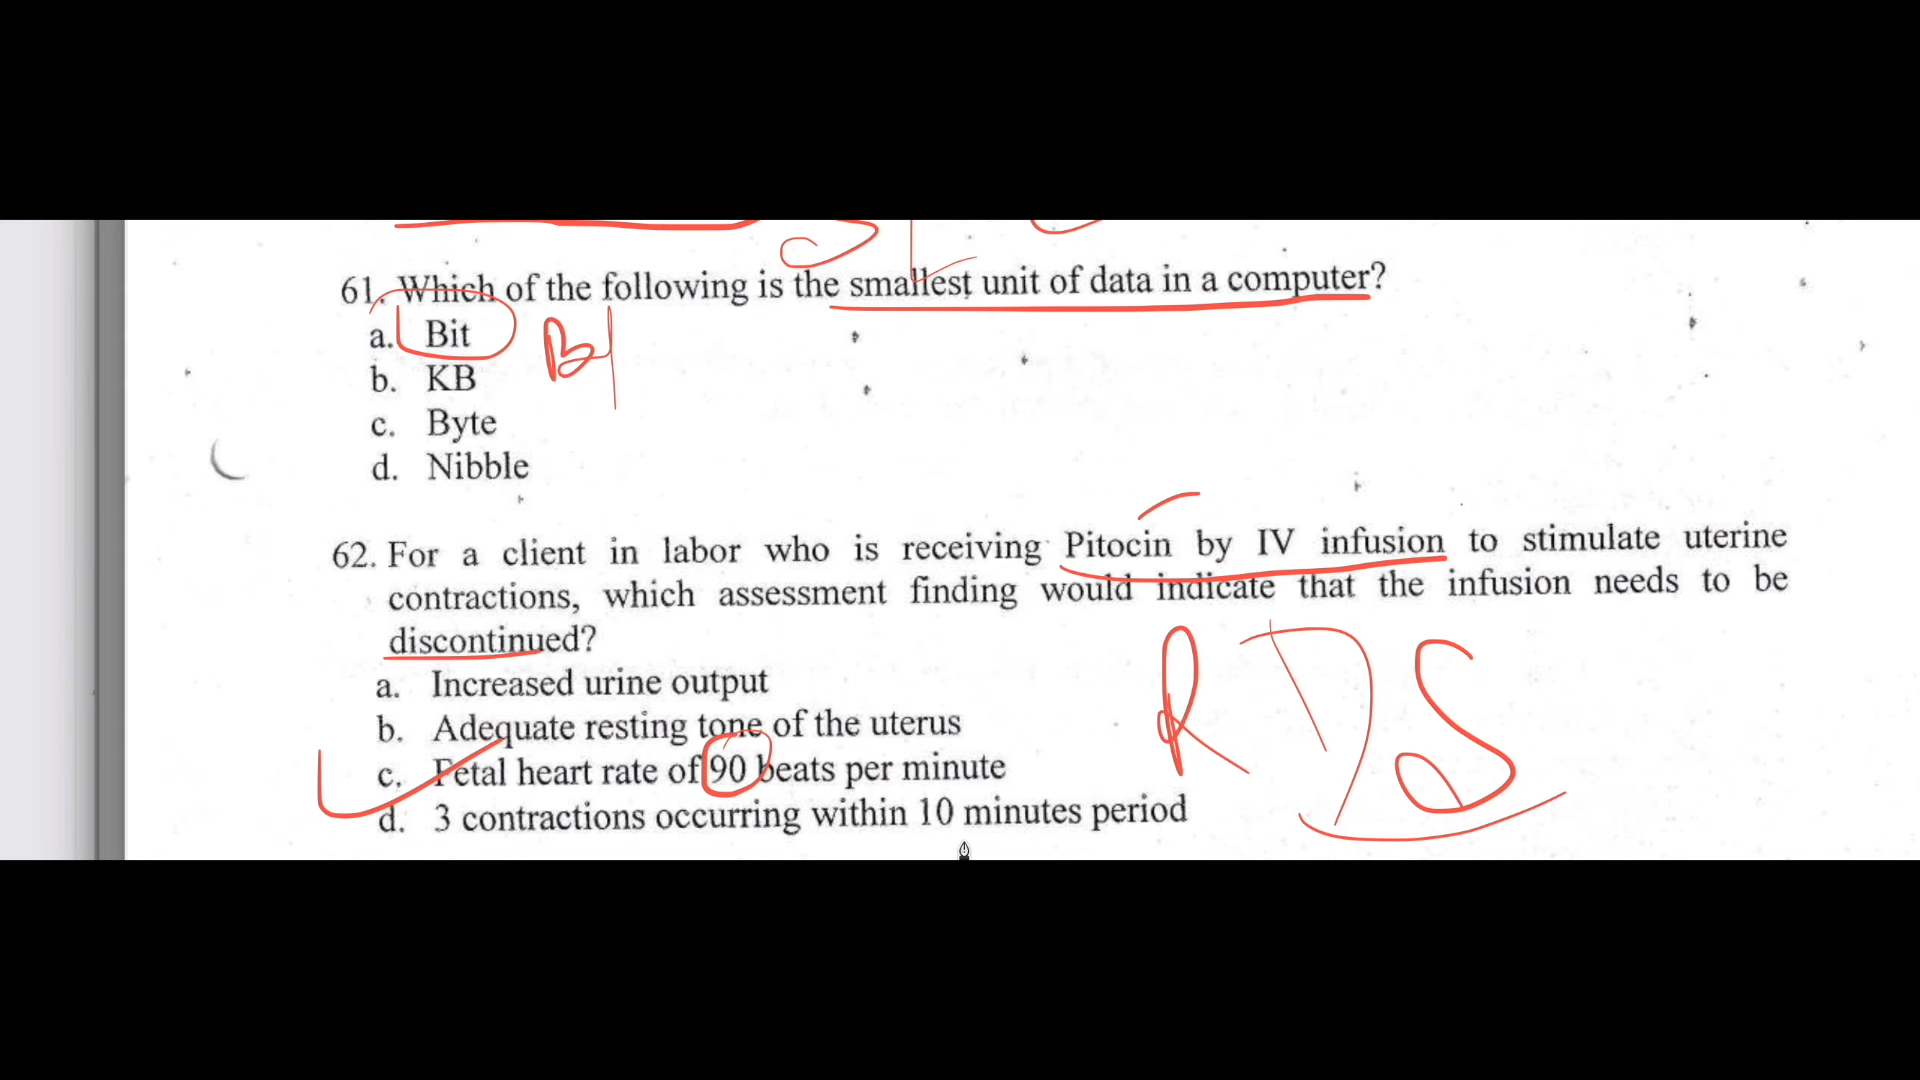 61. Which of the following is the smallest unit of data in a computer?
a. Bit
b. KB
c. Byte
d. Nibble
62. For a client in labor who is receiving Pitocin by IV infusion to stimulate uterine
contractions, which assessment finding would indicate that the infusion needs to be
discontinued?
RDS
a. Increased urine output
b. Adequate resting tone of the uterus
c. Fetal heart rate of 90 beats per minute
d. 3 contractions occurring within 10 minutes period